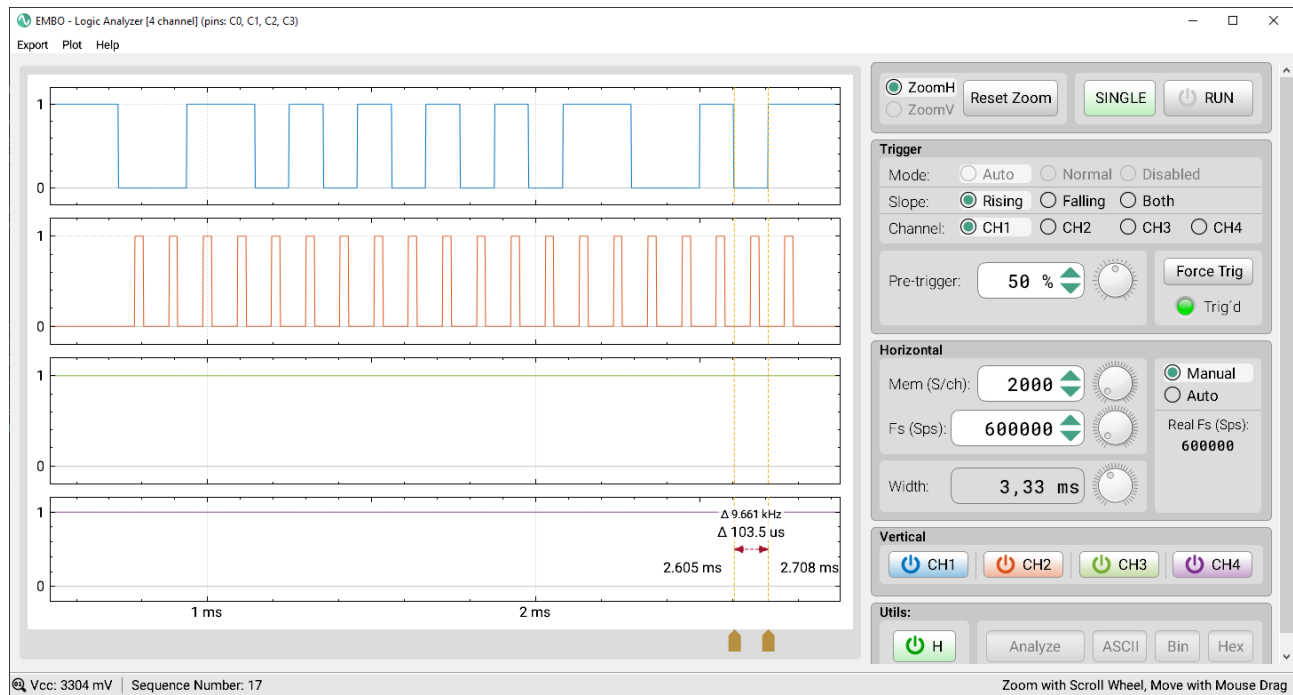 EMBO - Logic Analyzer [4 channel] (pins: C0, C1, C2, C3)
Export Plot Help
1
0
1
0
1
0
1
0
Δ 9.661 kHz
Δ 103.5 us
2.605 ms 2.708 ms
1 ms 2 ms
ZoomH
ZoomV
Reset Zoom
SINGLE
RUN
Trigger
Mode: Auto Normal Disabled
Slope: Rising Falling Both
Channel: CH1 CH2 CH3 CH4
Pre-trigger: 50 %
Force Trig
Trig´d
Horizontal
Mem (S/ch): 2000
Fs (Sps): 600000
Width: 3,33 ms
Manual
Auto
Real Fs (Sps):
600000
Vertical
CH1 CH2 CH3 CH4
Utils:
H Analyze ASCII Bin Hex
Vcc: 3304 mV Sequence Number: 17 Zoom with Scroll Wheel, Move with Mouse Drag